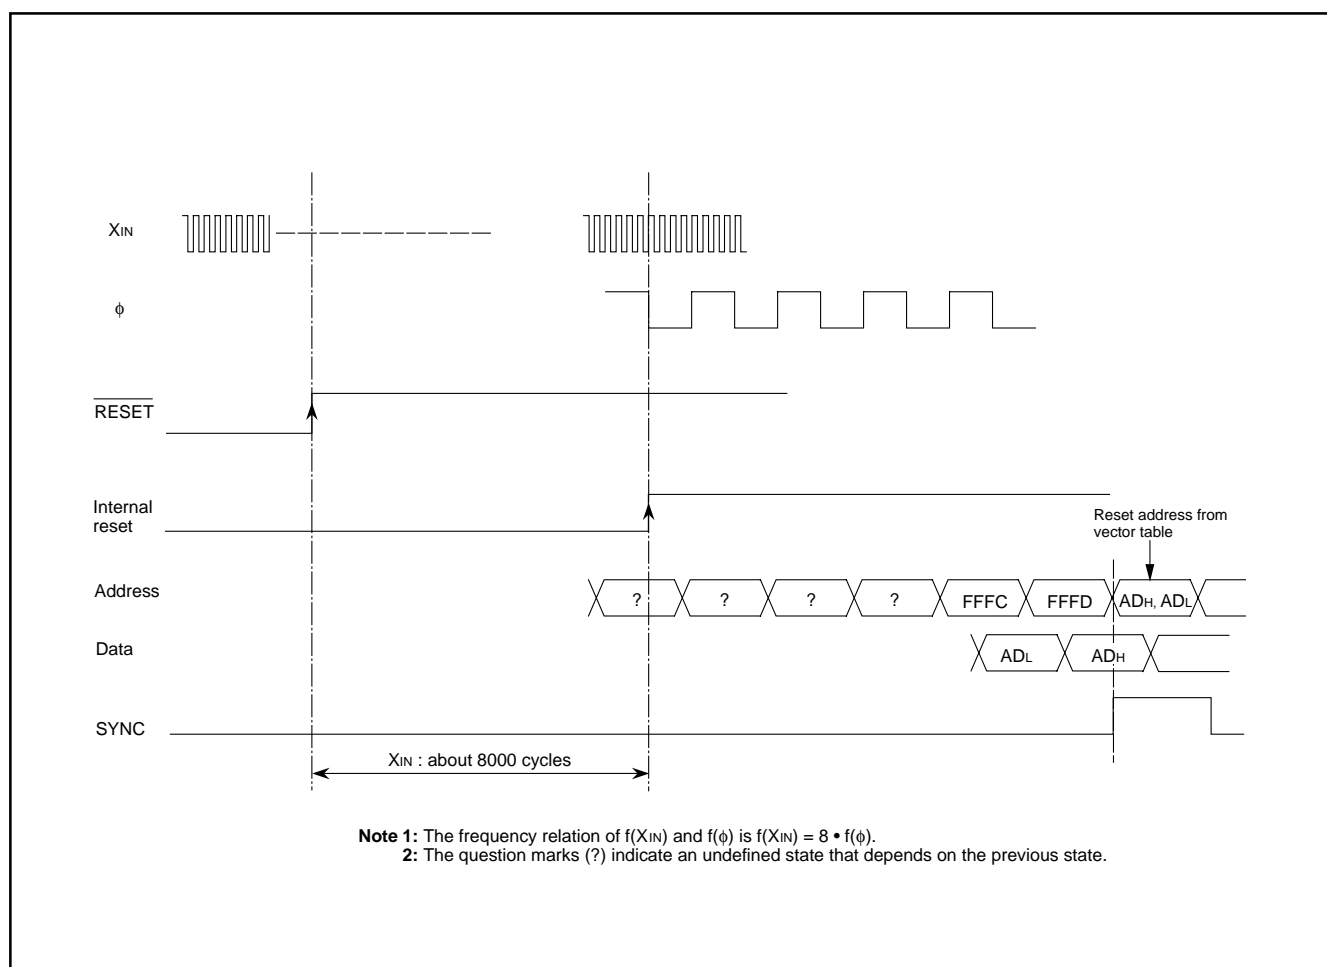 XIN
ϕ
RESET
Internal
reset
Reset address from
vector table
Address
? ? ? ? FFFC FFFD ADH, ADL
Data
ADL ADH
SYNC
XIN : about 8000 cycles
Note 1: The frequency relation of f(XIN) and f(ϕ) is f(XIN) = 8 • f(ϕ).
2: The question marks (?) indicate an undefined state that depends on the previous state.